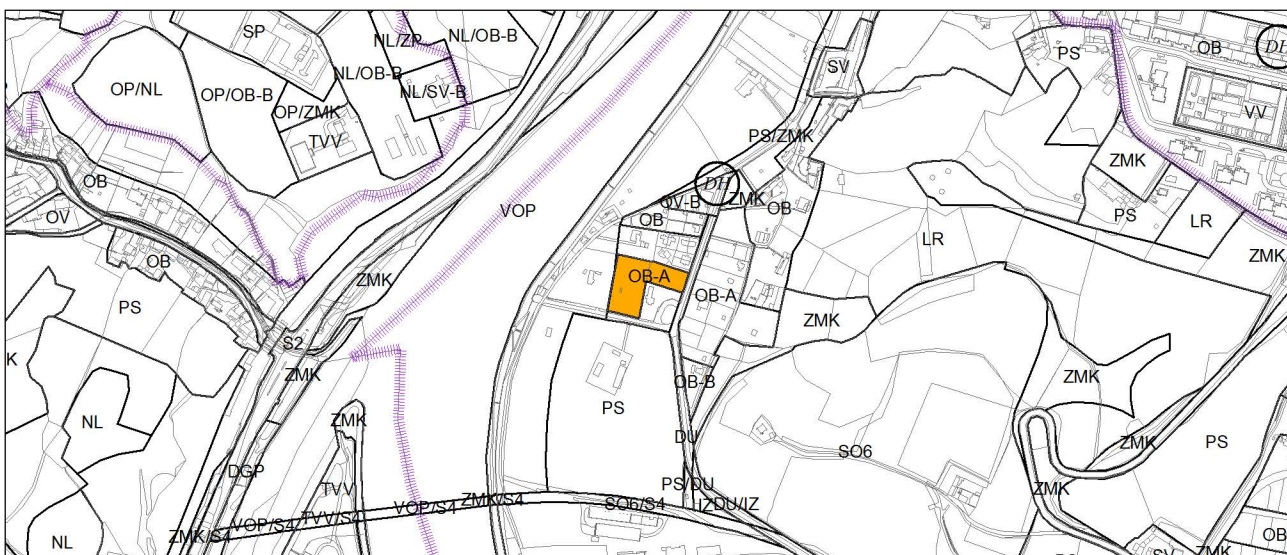 SP
NL/ZP
NL/OB-B
NL/OB-B
NL/SV-B
OP/NL
OP/OB-B
OP/ZMK
TVV
SV
PS
OB
VV
PS/ZMK
ZMK
OB
OV
OB
ZMK
VOP
DH
OV-B
ZMK
OB
OB
PS
LR
LR
ZMK
PS
OB-A
OB-A
ZMK
S2
ZMK
K
NL
PS
OB-B
ZMK
ZMK
DU
SO6
ZMK
PS
DGP
TVV
PS/DU
ZMK
ZMK/S4
VOP/S4
TVV/S4
VOP/S4
ZMK/S4
SO6/S4
IZ
DU/IZ
NL
SV
ZMK
OB